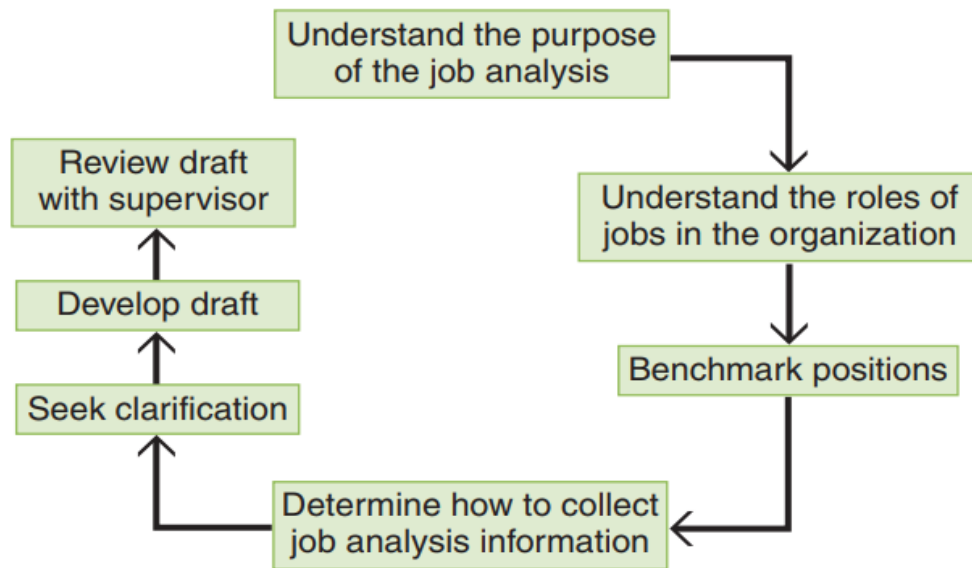 Understand the purpose
of the job analysis
Understand the roles of
jobs in the organization
Benchmark positions
Determine how to collect
job analysis information
Seek clarification
Develop draft
Review draft
with supervisor